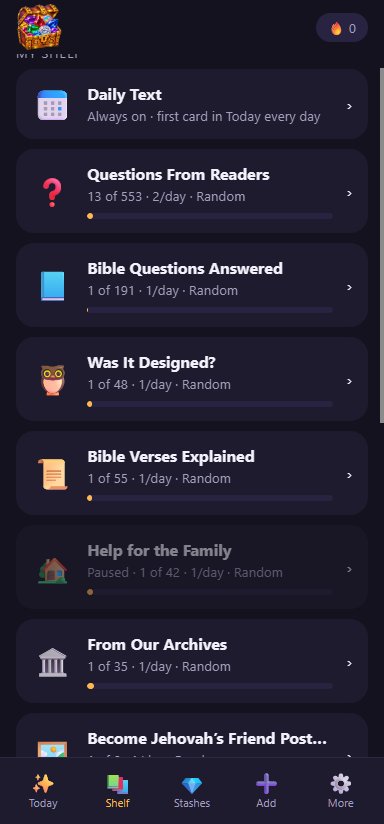 0
MY SHELF
Daily Text
Always on · first card in Today every day
›
Questions From Readers
13 of 553 · 2/day · Random
›
Bible Questions Answered
1 of 191 · 1/day · Random
›
Was It Designed?
1 of 48 · 1/day · Random
›
Bible Verses Explained
1 of 55 · 1/day · Random
›
Help for the Family
Paused · 1 of 42 · 1/day · Random
›
From Our Archives
1 of 35 · 1/day · Random
›
Become Jehovah’s Friend Post...
Today
Shelf
Stashes
Add
More